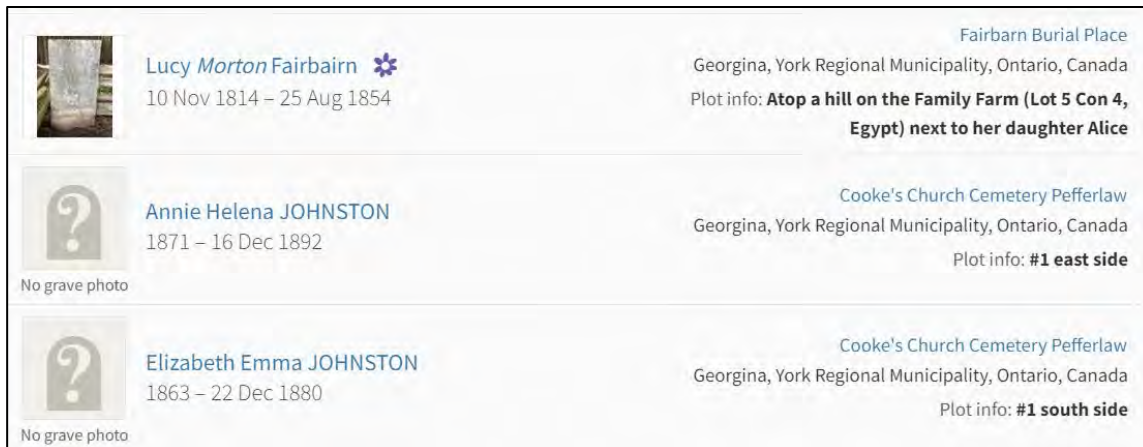 Lucy Morton Fairbairn
10 Nov 1814 – 25 Aug 1854
Fairbarn Burial Place
Georgina, York Regional Municipality, Ontario, Canada
Plot info: Atop a hill on the Family Farm (Lot 5 Con 4,
Egypt) next to her daughter Alice
No grave photo
Annie Helena JOHNSTON
1871 – 16 Dec 1892
Cooke's Church Cemetery Pefferlaw
Georgina, York Regional Municipality, Ontario, Canada
Plot info: #1 east side
No grave photo
Elizabeth Emma JOHNSTON
1863 – 22 Dec 1880
Cooke's Church Cemetery Pefferlaw
Georgina, York Regional Municipality, Ontario, Canada
Plot info: #1 south side